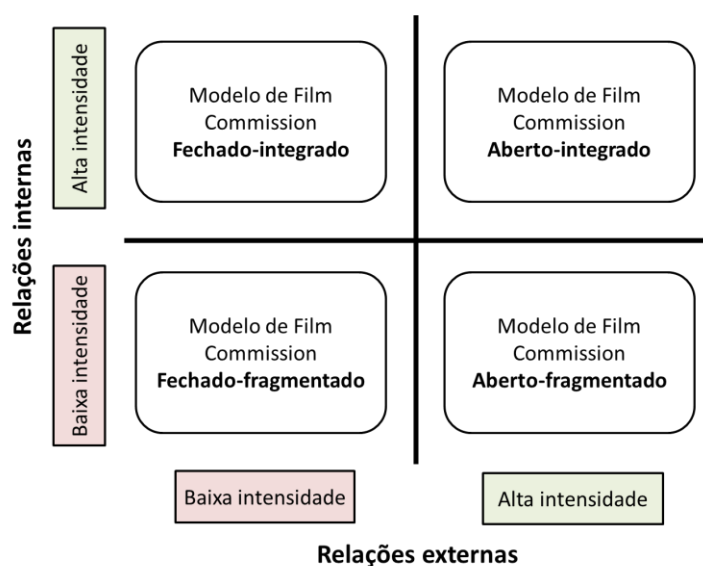 Relações internas
Alta intensidade
Modelo de Film
Commission
Fechado-integrado
Modelo de Film
Commission
Aberto-integrado
Baixa intensidade
Modelo de Film
Commission
Fechado-fragmentado
Modelo de Film
Commission
Aberto-fragmentado
Baixa intensidade
Alta intensidade
Relações externas